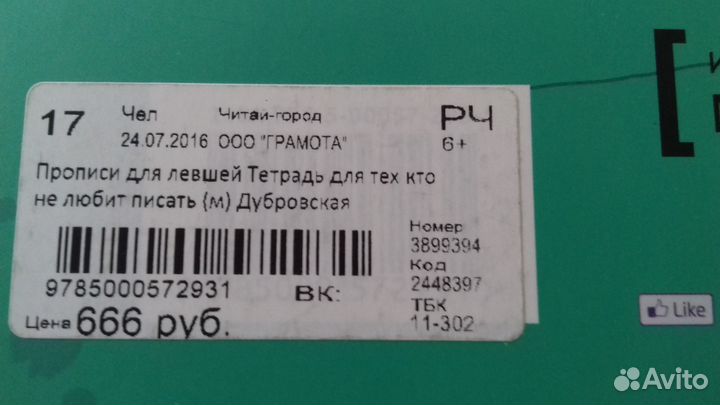 17 Чел Читай-город РЧ
24.07.2016 ООО "ГРАМОТА" 6+
Прописи для левшей Тетрадь для тех кто
не любит писать (м) Дубровская
Номер
3899394
Код
9785000572931 ВК: 2448397
ТБК
Цена 666 руб. 11-302
Like
Avito